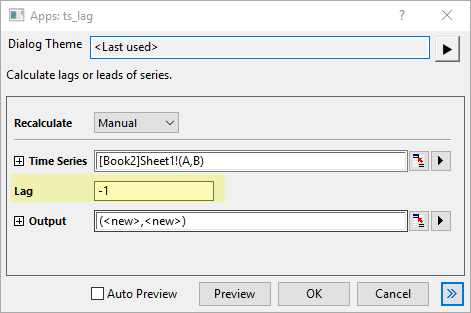 Apps: ts_lag
?
Dialog Theme <Last used>
Calculate lags or leads of series.
Recalculate Manual
Time Series [Book2]Sheet1!(A,B)
Lag -1
Output (<new>,<new>)
Auto Preview Preview OK Cancel